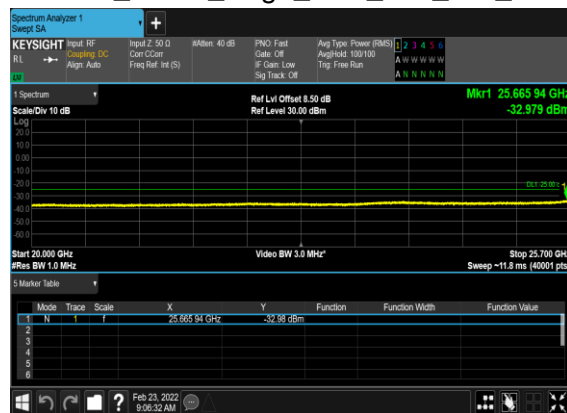 Spectrum Analyzer 1
Swept SA
+
KEYSIGHT Input: RF Input Z: 50 Ω #Atten: 40 dB PNO: Fast Avg Type: Power (RMS) 1 2 3 4 5 6
RL Coupling: DC Corr CCorr Gate: Off Avg|Hold: 100/100 A W W W W W
Align: Auto Freq Ref: Int (S) IF Gain: Low Trig: Free Run
Sig Track: Off A N N N N N
1 Spectrum Ref Lvl Offset 8.50 dB Mkr1 25.665 94 GHz
Scale/Div 10 dB Ref Level 30.00 dBm -32.979 dBm
Log
20.0
10.0
0.00
-10.0
-20.0
DL1 -25.00
-30.0
-40.0
-50.0
-60.0
Start 20.000 GHz Video BW 3.0 MHz* Stop 25.700 GHz
#Res BW 1.0 MHz Sweep ~11.8 ms (40001 pts)
5 Marker Table
Mode Trace Scale X Y Function Function Width Function Value
1 N 1 f 25.665 94 GHz -32.98 dBm
2
3
4
5
6
? Feb 23, 2022
9:06:32 AM